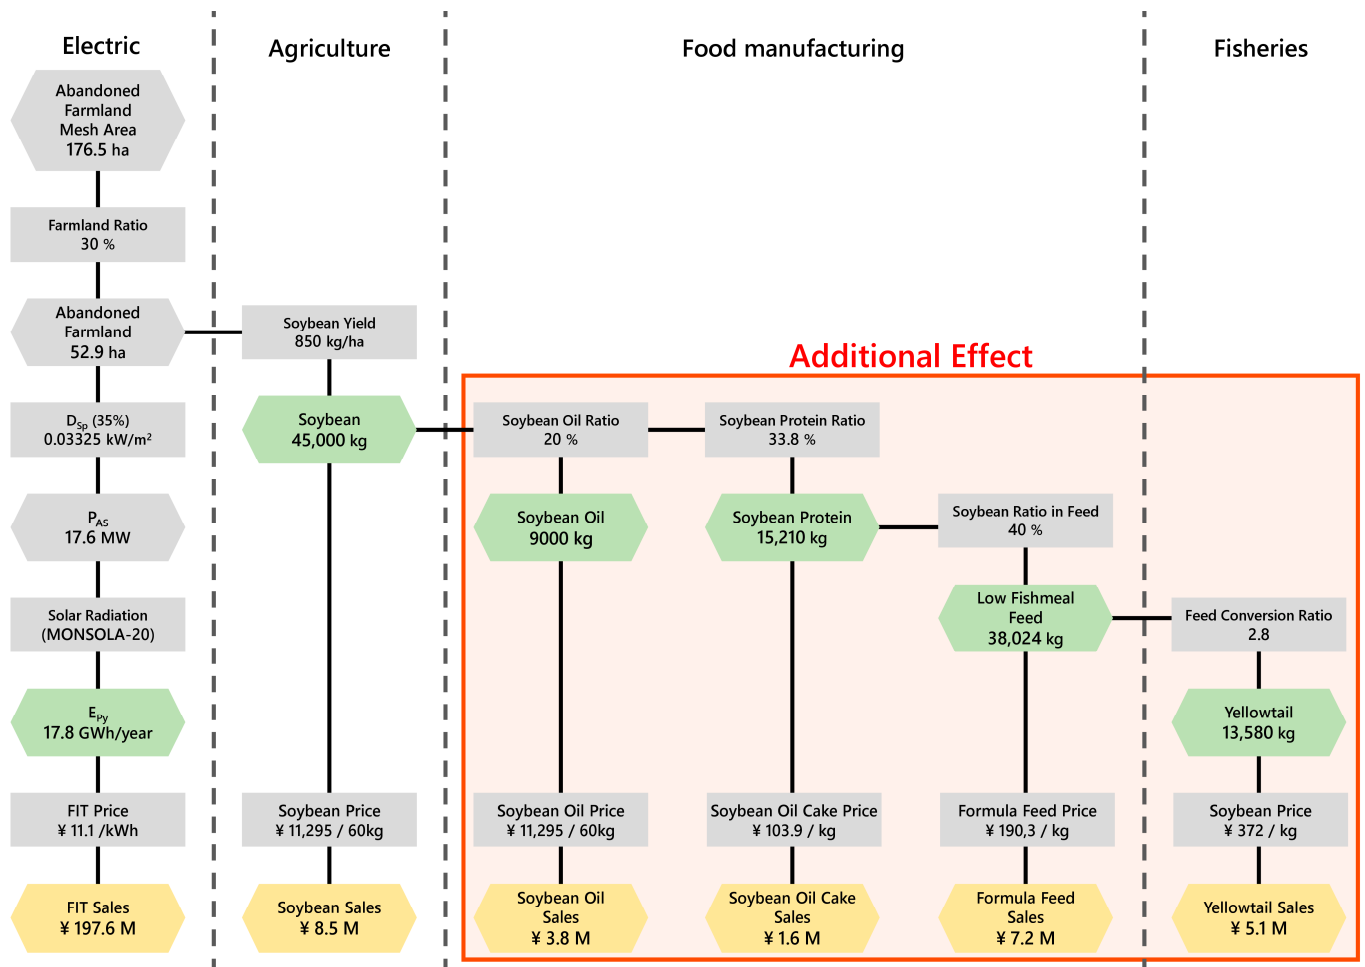 Electric
Agriculture
Food manufacturing
Fisheries
Abandoned
Farmland
Mesh Area
176.5 ha
Farmland Ratio
30 %
Abandoned
Farmland
52.9 ha
D_Sp (35%)
0.03325 kW/m²
P_AS
17.6 MW
Solar Radiation
(MONSOLA-20)
E_Py
17.8 GWh/year
FIT Price
¥ 11.1 /kWh
FIT Sales
¥ 197.6 M
Soybean Yield
850 kg/ha
Soybean
45,000 kg
Soybean Price
¥ 11,295 / 60kg
Soybean Sales
¥ 8.5 M
Additional Effect
Soybean Oil Ratio
20 %
Soybean Oil
9000 kg
Soybean Oil Price
¥ 11,295 / 60kg
Soybean Oil
Sales
¥ 3.8 M
Soybean Protein Ratio
33.8 %
Soybean Protein
15,210 kg
Soybean Oil Cake Price
¥ 103.9 / kg
Soybean Oil Cake
Sales
¥ 1.6 M
Soybean Ratio in Feed
40 %
Low Fishmeal
Feed
38,024 kg
Formula Feed Price
¥ 190,3 / kg
Formula Feed
Sales
¥ 7.2 M
Feed Conversion Ratio
2.8
Yellowtail
13,580 kg
Soybean Price
¥ 372 / kg
Yellowtail Sales
¥ 5.1 M